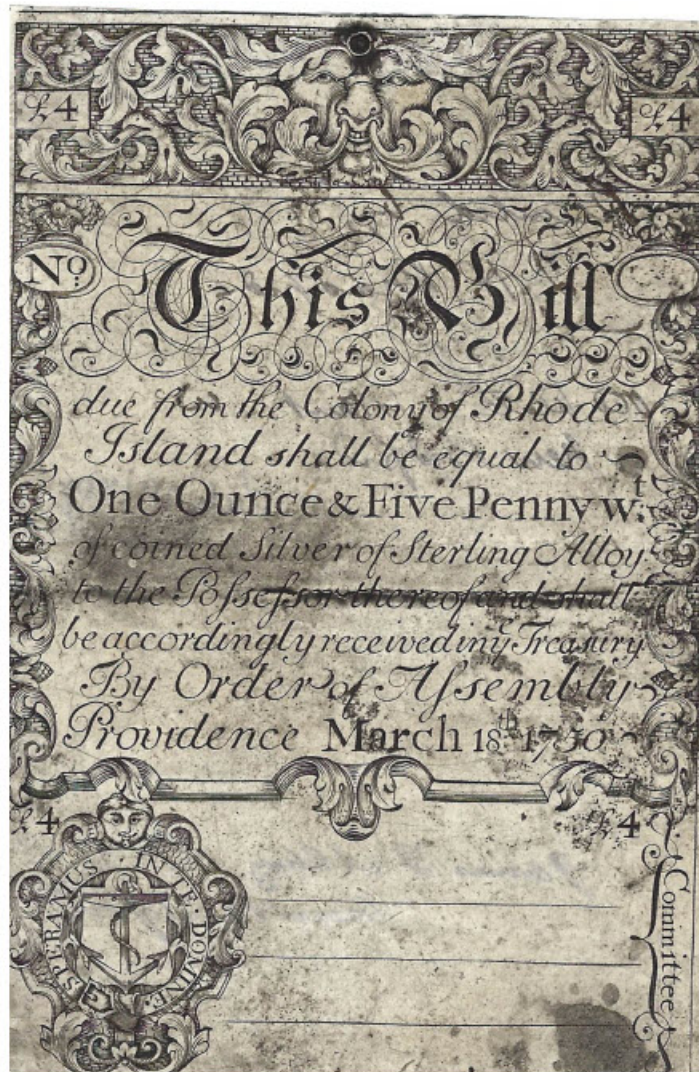 £4 £4
No.
This Bill
due from the Colony of Rhode-
Island shall be equal to
One Ounce & Five Pennywt.
of coined Silver of Sterling Alloy
to the Poſseſsor thereof and shall
be accordingly received in ye Treasury
By Order of Aſsembly
Providence March 18th 1750
£4 £4
IN TE DOMINE SPERAMUS
Committee